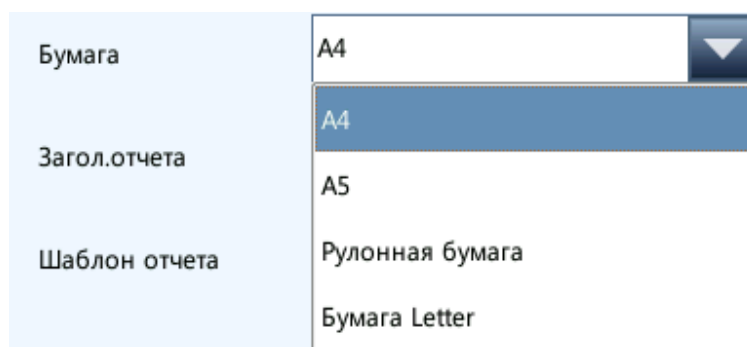 Бумага
A4
A4
Загол.отчета
A5
Шаблон отчета
Рулонная бумага
Бумага Letter